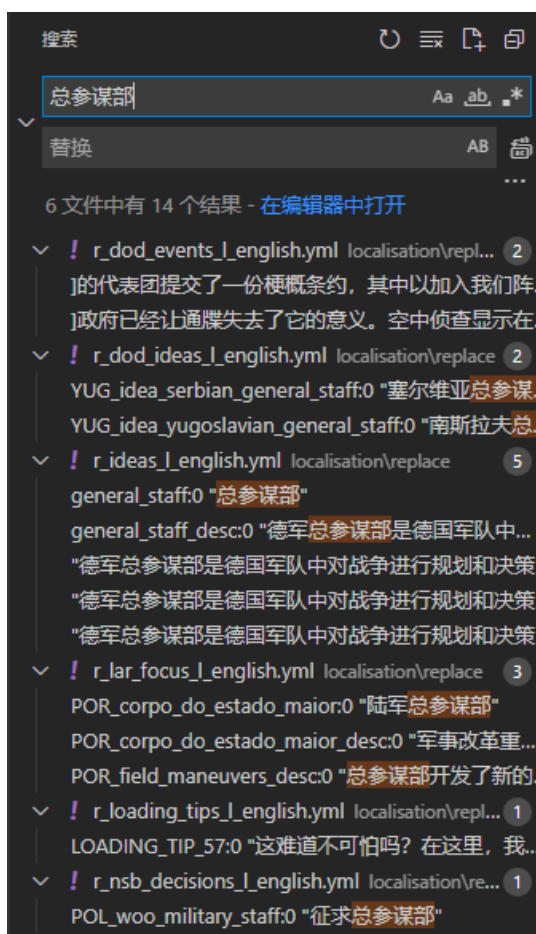 搜索
总参谋部 Aa ab, .*
替换 AB
...
6 文件中有 14 个结果 - 在编辑器中打开
! r_dod_events_l_english.yml localisation\repl... 2
]的代表团提交了一份梗概条约，其中以加入我们阵.
]政府已经让通牒失去了它的意义。空中侦查显示在.
! r_dod_ideas_l_english.yml localisation\replace 2
YUG_idea_serbian_general_staff:0 "塞尔维亚总参谋.
YUG_idea_yugoslavian_general_staff:0 "南斯拉夫总.
! r_ideas_l_english.yml localisation\replace 5
general_staff:0 "总参谋部"
general_staff_desc:0 "德军总参谋部是德国军队中...
"德军总参谋部是德国军队中对战争进行规划和决策
"德军总参谋部是德国军队中对战争进行规划和决策
"德军总参谋部是德国军队中对战争进行规划和决策
! r_lar_focus_l_english.yml localisation\replace 3
POR_corpo_do_estado_maior:0 "陆军总参谋部"
POR_corpo_do_estado_maior_desc:0 "军事改革重...
POR_field_maneuvers_desc:0 "总参谋部开发了新的.
! r_loading_tips_l_english.yml localisation\repl... 1
LOADING_TIP_57:0 "这难道不可怕吗？在这里，我...
! r_nsb_decisions_l_english.yml localisation\re... 1
POL_woo_military_staff:0 "征求总参谋部"